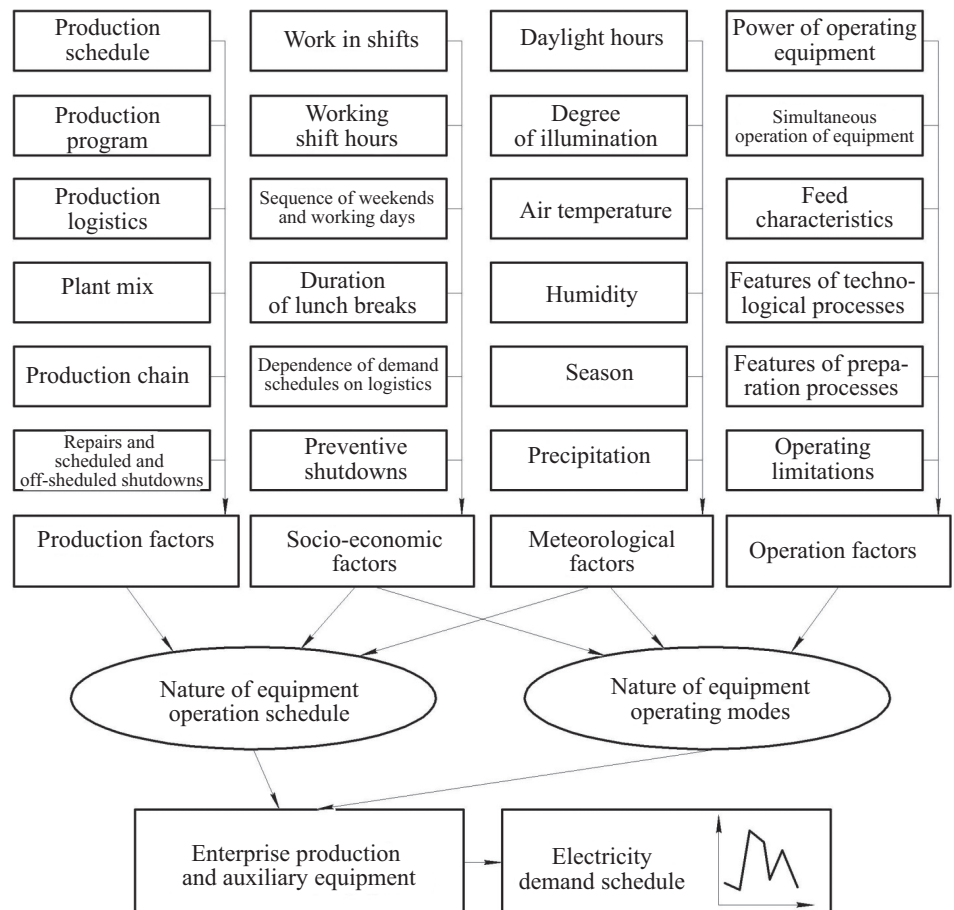 Production
schedule
Work in shifts
Daylight hours
Power of operating
equipment
Production
program
Working
shift hours
Degree
of illumination
Simultaneous
operation of equipment
Production
logistics
Sequence of weekends
and working days
Air temperature
Feed
characteristics
Plant mix
Duration
of lunch breaks
Humidity
Features of techno-
logical processes
Production chain
Dependence of demand
schedules on logistics
Season
Features of prepa-
ration processes
Repairs and
scheduled and
off-sheduled shutdowns
Preventive
shutdowns
Precipitation
Operating
limitations
Production factors
Socio-economic
factors
Meteorological
factors
Operation factors
Nature of equipment
operation schedule
Nature of equipment
operating modes
Enterprise production
and auxiliary equipment
Electricity
demand schedule